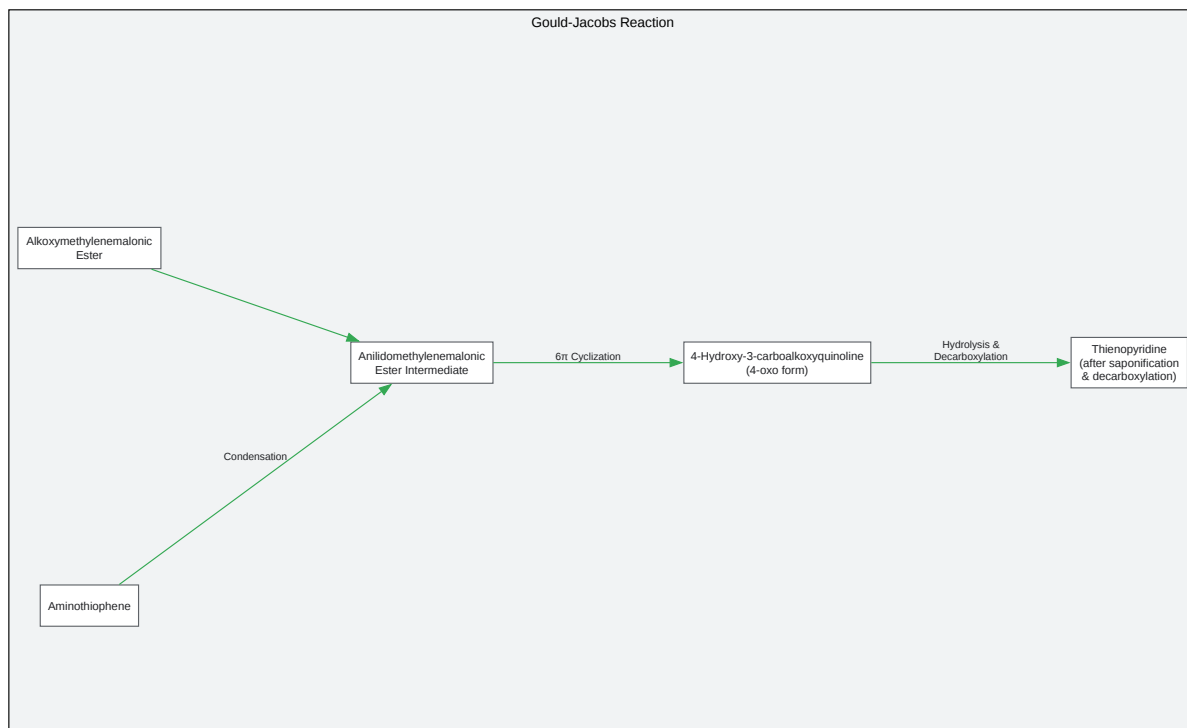 Gould-Jacobs Reaction
Alkoxymethylenemalonic
Ester
Anilidomethylenemalonic
Ester Intermediate
6π Cyclization
4-Hydroxy-3-carboalkoxyquinoline
(4-oxo form)
Hydrolysis &
Decarboxylation
Thienopyridine
(after saponification
& decarboxylation)
Condensation
Aminothiophene